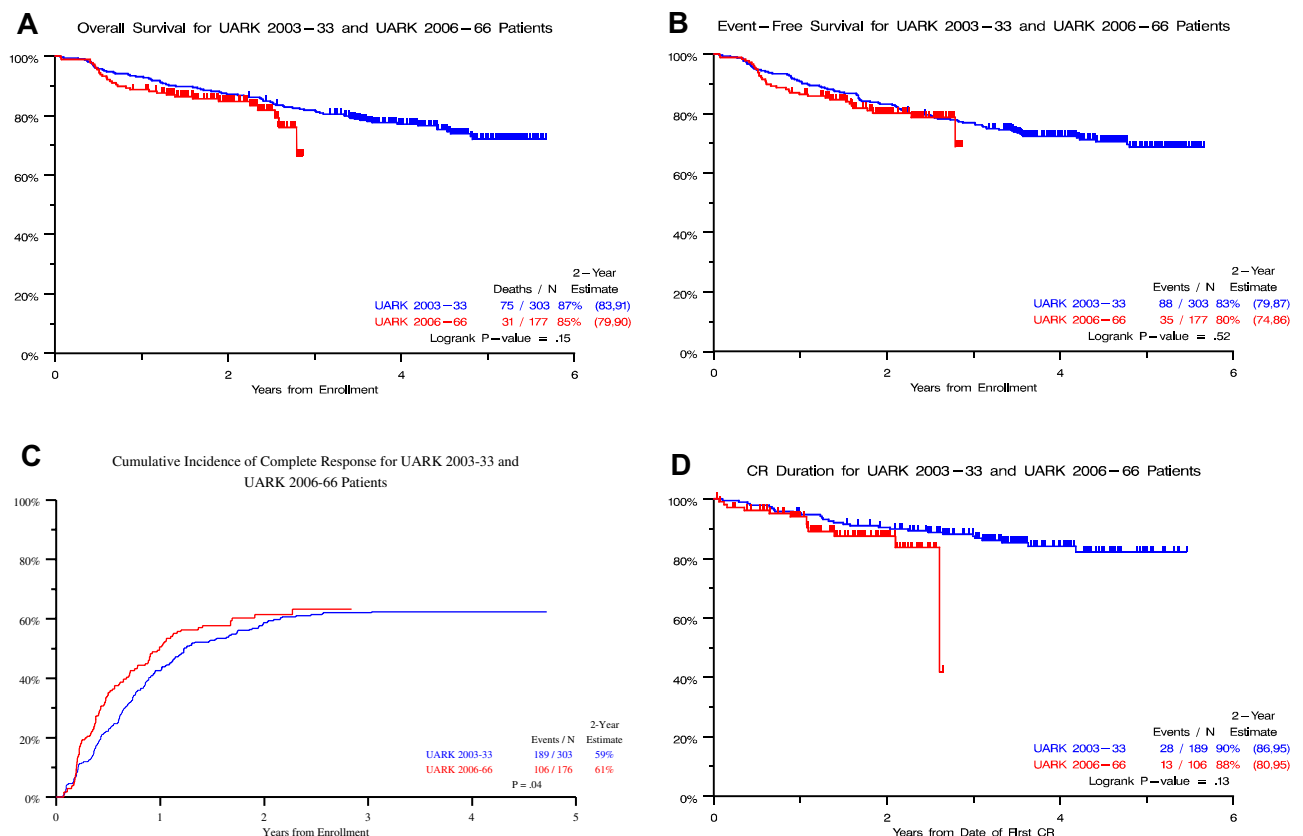 A
Overall Survival for UARK 2003-33 and UARK 2006-66 Patients
100%
80%
60%
40%
20%
0%
2-Year
Deaths / N Estimate
UARK 2003-33 75 / 303 87% (83,91)
UARK 2006-66 31 / 177 85% (79,90)
Logrank P-value = .15
0 2 4 6
Years from Enrollment
B
Event-Free Survival for UARK 2003-33 and UARK 2006-66 Patients
100%
80%
60%
40%
20%
0%
2-Year
Events / N Estimate
UARK 2003-33 88 / 303 83% (79,87)
UARK 2006-66 35 / 177 80% (74,86)
Logrank P-value = .52
0 2 4 6
Years from Enrollment
C
Cumulative Incidence of Complete Response for UARK 2003-33 and
UARK 2006-66 Patients
100%
80%
60%
40%
20%
0%
2-Year
Events / N Estimate
UARK 2003-33 189 / 303 59%
UARK 2006-66 106 / 176 61%
P = .04
0 1 2 3 4 5
Years from Enrollment
D
CR Duration for UARK 2003-33 and UARK 2006-66 Patients
100%
80%
60%
40%
20%
0%
2-Year
Events / N Estimate
UARK 2003-33 28 / 189 90% (86,95)
UARK 2006-66 13 / 106 88% (80,95)
Logrank P-value = .13
0 2 4 6
Years from Date of First CR